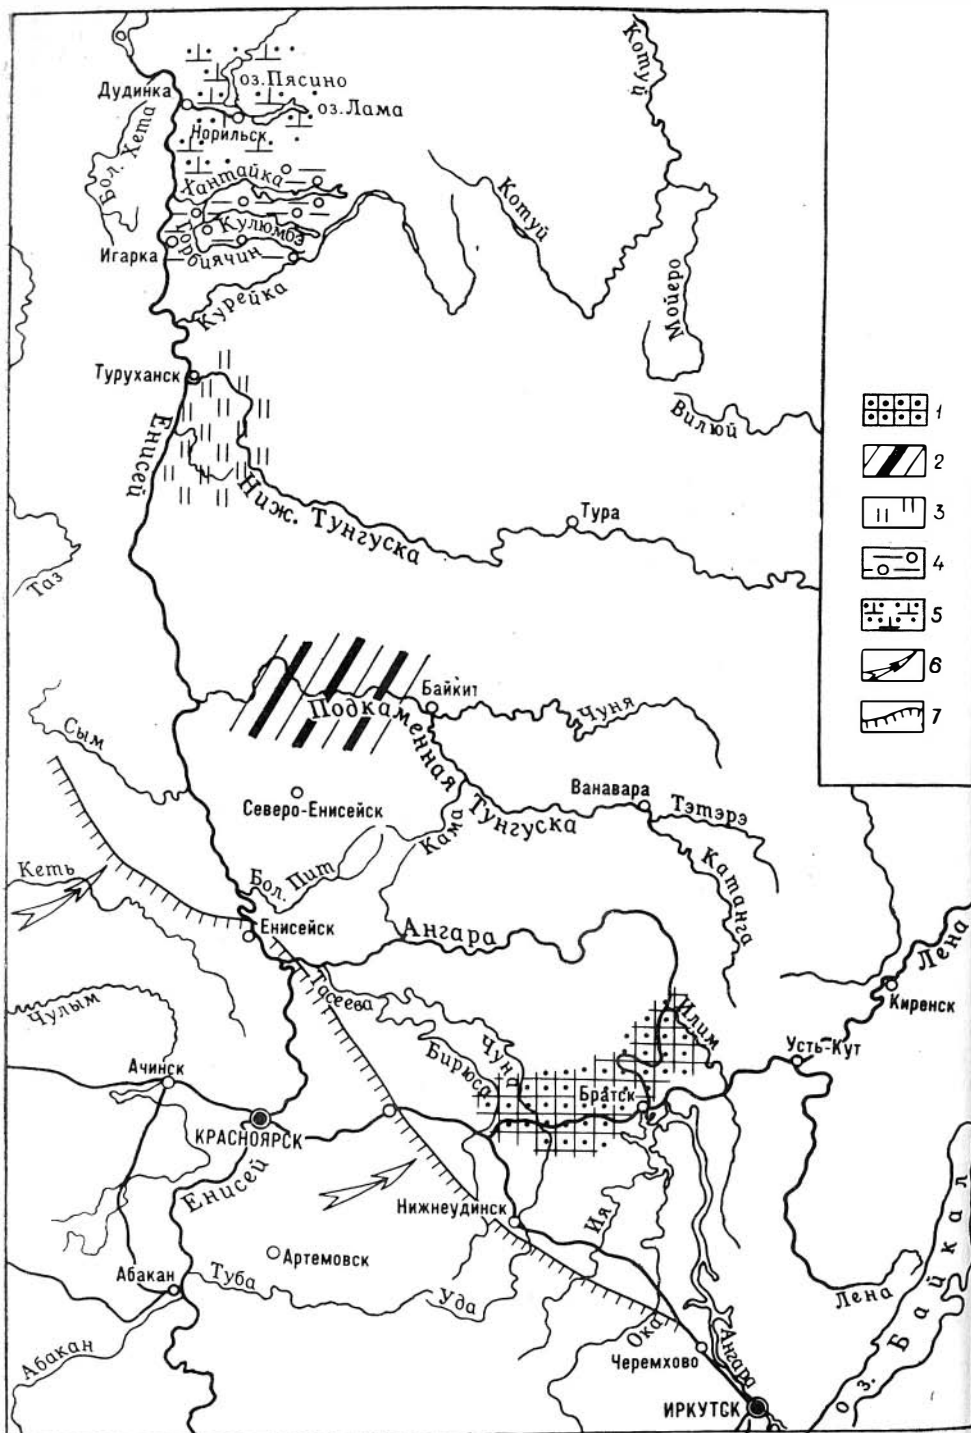 Котуй
оз. Пясино
Дудинка
оз. Лама
Норильск
Бол. Хета
Хантайка
Котуй
Кулюмбэ
Горбиячин
Игарка
Мойеро
Курейка
Туруханск
1
Вилюй
Енисей
2
Ниж. Тунгуска
3
Тура
4
Таз
5
6
Байкит
Подкаменная
Чуня
7
Сым
Ванавара
Северо-Енисейск
Тунгуска
Тэтэрэ
Камо
Кеть
Бол. Пит
Катанга
Енисейск
Ангара
Лена
Тасеева
Киренск
Чулым
Илим
Чуна
Бирюса
Усть-Кут
Ачинск
Братск
КРАСНОЯРСК
Енисей
Нижнеудинск
Ия
оз. Байкал
Артемовск
Абакан
Туба
Уда
Лена
Ока
Абакан
Черемхово
Ангара
ИРКУТСК